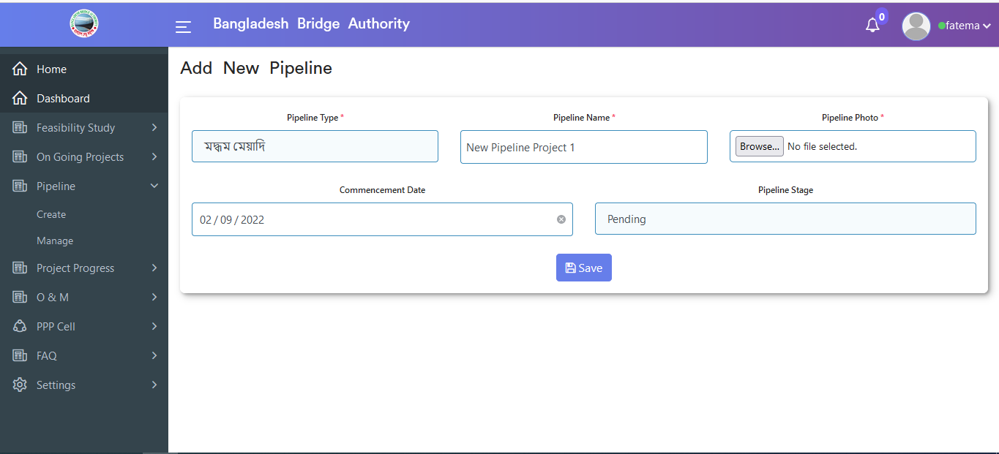 Bangladesh Bridge Authority
0
fatema
Home
Dashboard
Feasibility Study
On Going Projects
Pipeline
Create
Manage
Project Progress
O & M
PPP Cell
FAQ
Settings
Add New Pipeline
Pipeline Type *
Pipeline Name *
Pipeline Photo *
মদ্ধম মেয়াদি
New Pipeline Project 1
Browse... No file selected.
Commencement Date
Pipeline Stage
02 / 09 / 2022
Pending
Save